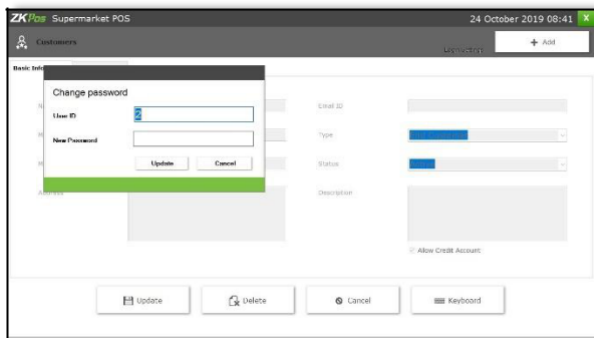 ZKPos Supermarket POS
24 October 2019 08:41 X
Customers
+ Add
Basic Info
Change password
User ID 2
New Password
Update Cancel
Email ID
Type
Status
Address
Description
Allow Credit Account
Update Delete Cancel Keyboard